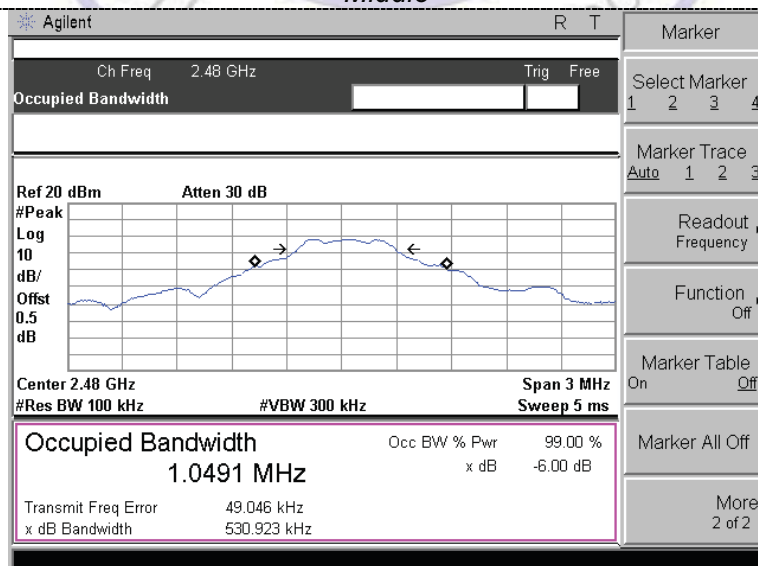 Middle
Agilent R T
Marker
Ch Freq 2.48 GHz Trig Free
Occupied Bandwidth
Select Marker
1 2 3 4
Marker Trace
Auto 1 2 3
Ref 20 dBm Atten 30 dB
#Peak
Log
10
dB/
Offst
0.5
dB
Readout
Frequency
Function
Off
Marker Table
On Off
Center 2.48 GHz Span 3 MHz
#Res BW 100 kHz #VBW 300 kHz Sweep 5 ms
Occupied Bandwidth Occ BW % Pwr 99.00 %
1.0491 MHz x dB -6.00 dB
Marker All Off
Transmit Freq Error 49.046 kHz
x dB Bandwidth 530.923 kHz
More
2 of 2